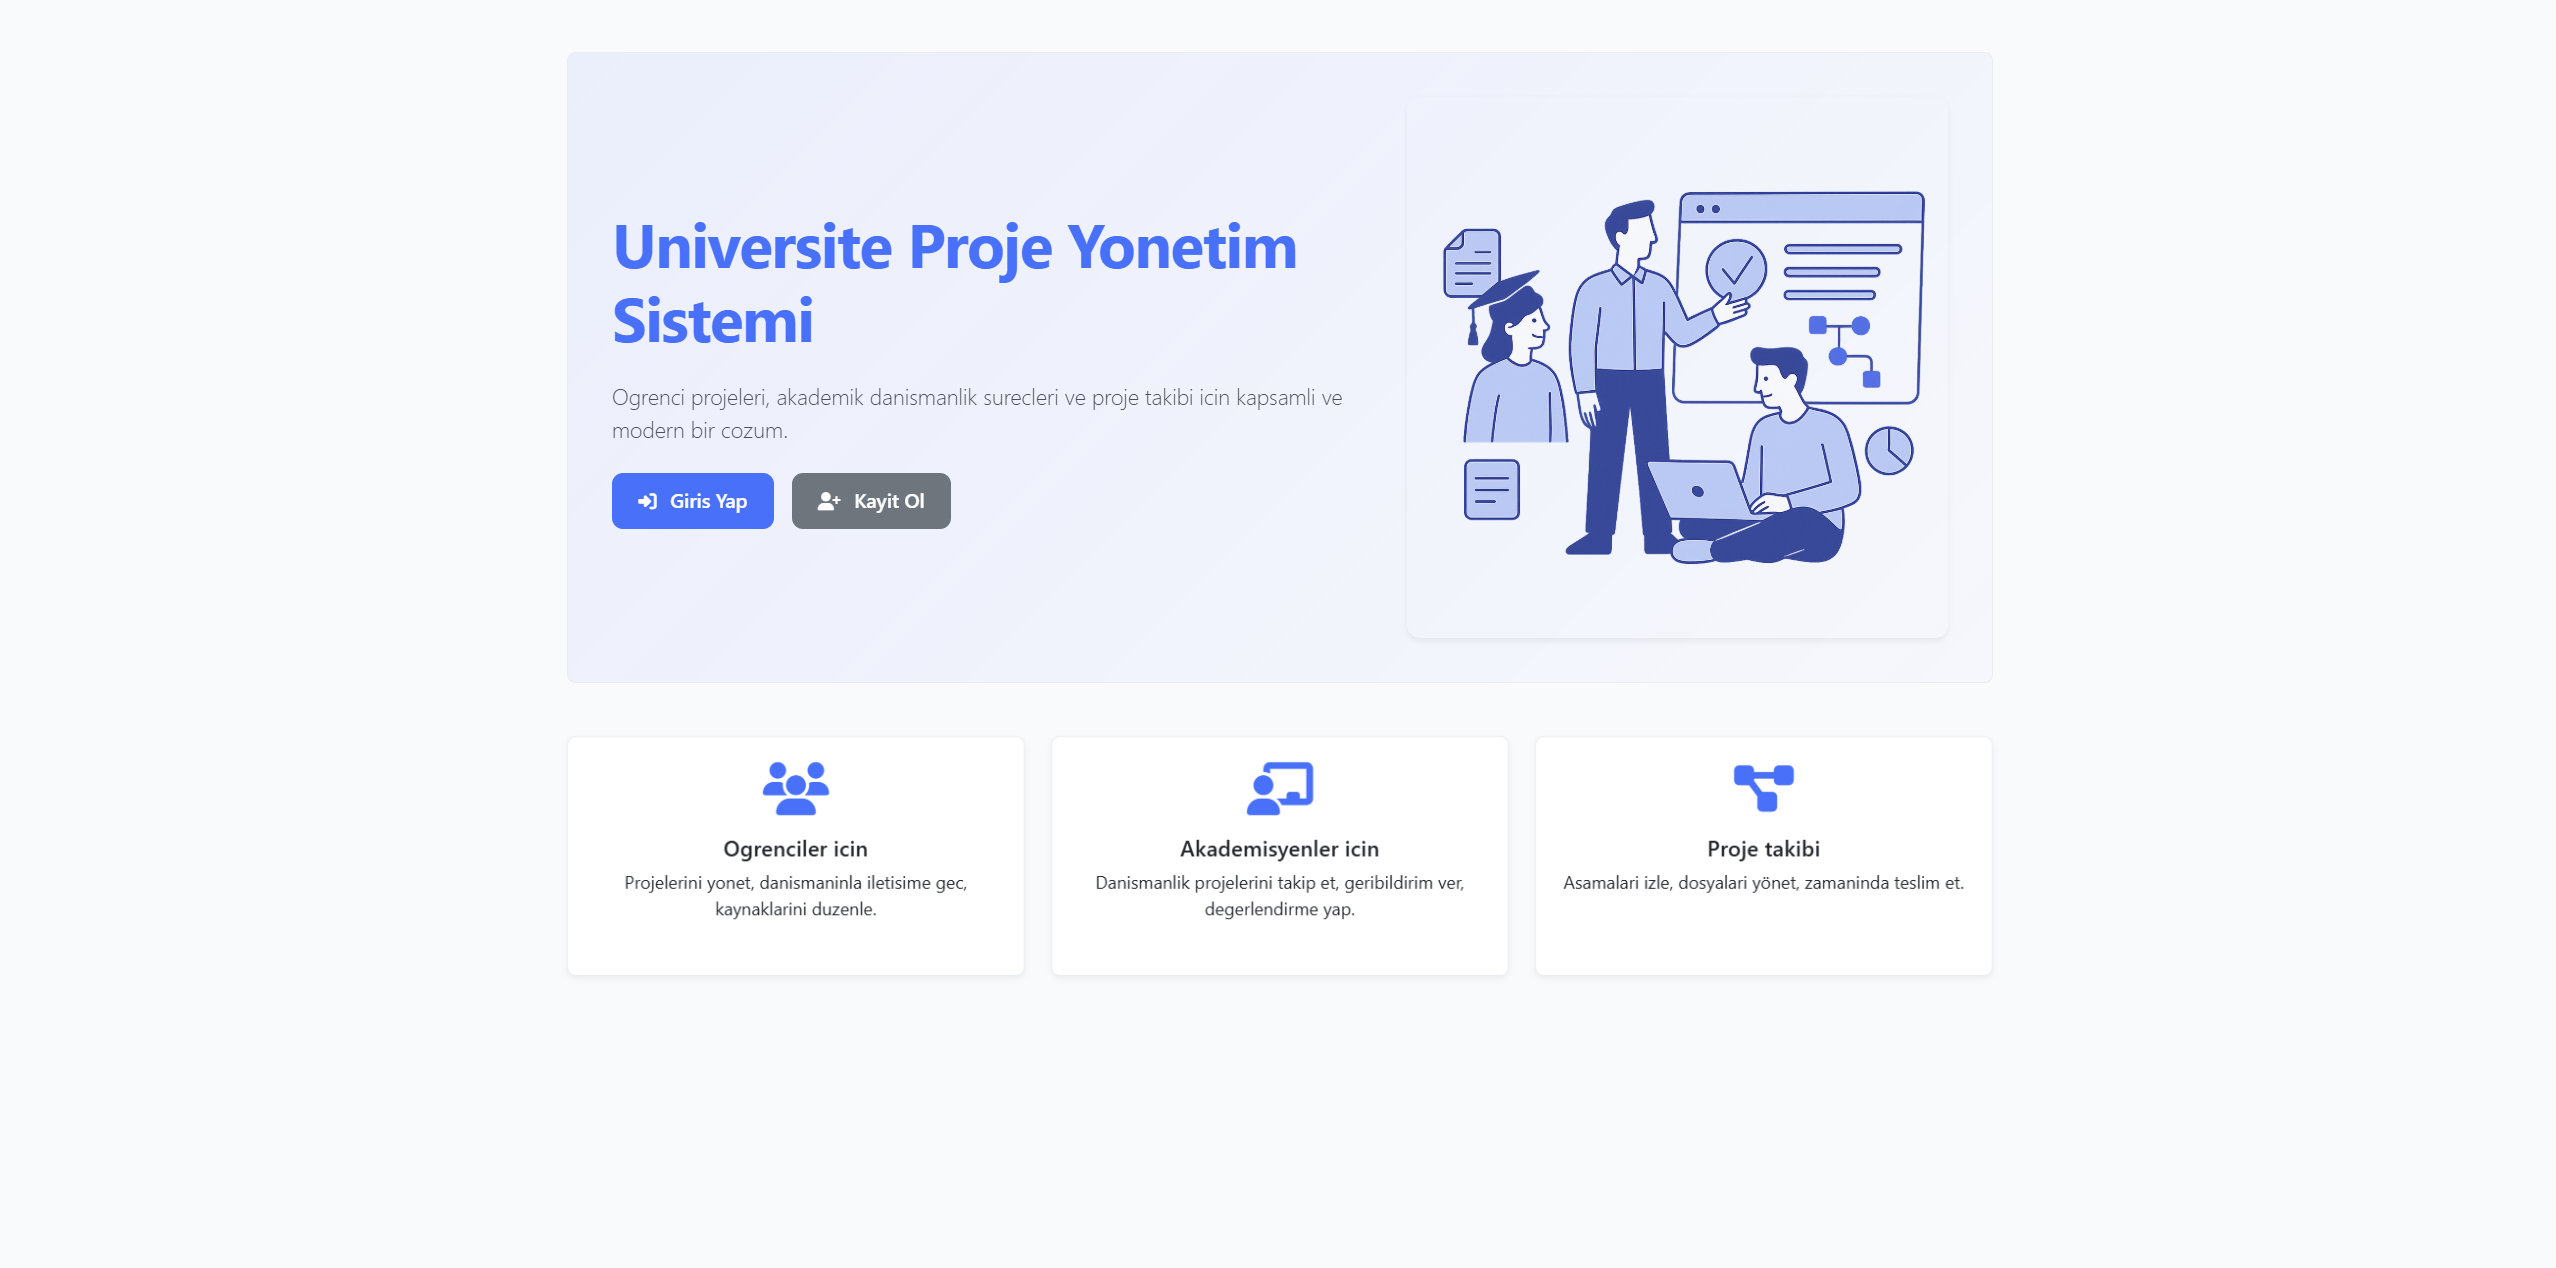 Universite Proje Yonetim
Sistemi
Ogrenci projeleri, akademik danismanlik surecleri ve proje takibi icin kapsamli ve
modern bir cozum.
Giris Yap
Kayit Ol
Ogrenciler icin
Projelerini yonet, danismaninla iletisime gec,
kaynaklarini duzenle.
Akademisyenler icin
Danismanlik projelerini takip et, geribildirim ver,
degerlendirme yap.
Proje takibi
Asamalari izle, dosyalari yönet, zamaninda teslim et.